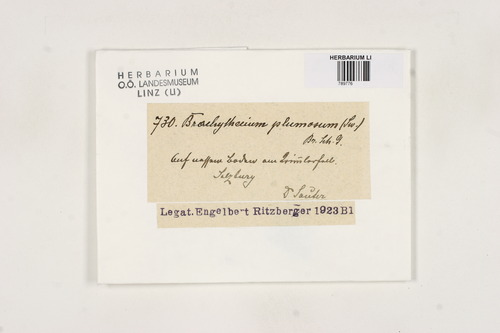 HERBARIUM
O.Ö. LANDESMUSEUM
LINZ (LI)
HERBARIUM LI
730. Brachythecium plumosum (Sw.)
Br. Sch. G.
Auf nassem Boden am
Salzburg
Dr Sauter
Legat. Engelbert Ritzberger 1923 B1